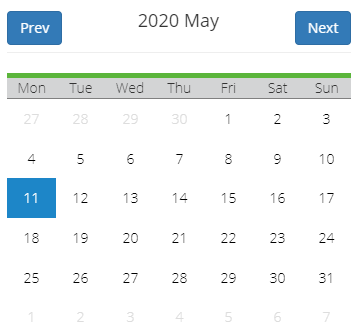 Prev 2020 May Next
Mon Tue Wed Thu Fri Sat Sun
27 28 29 30 1 2 3
4 5 6 7 8 9 10
11 12 13 14 15 16 17
18 19 20 21 22 23 24
25 26 27 28 29 30 31
1 2 3 4 5 6 7